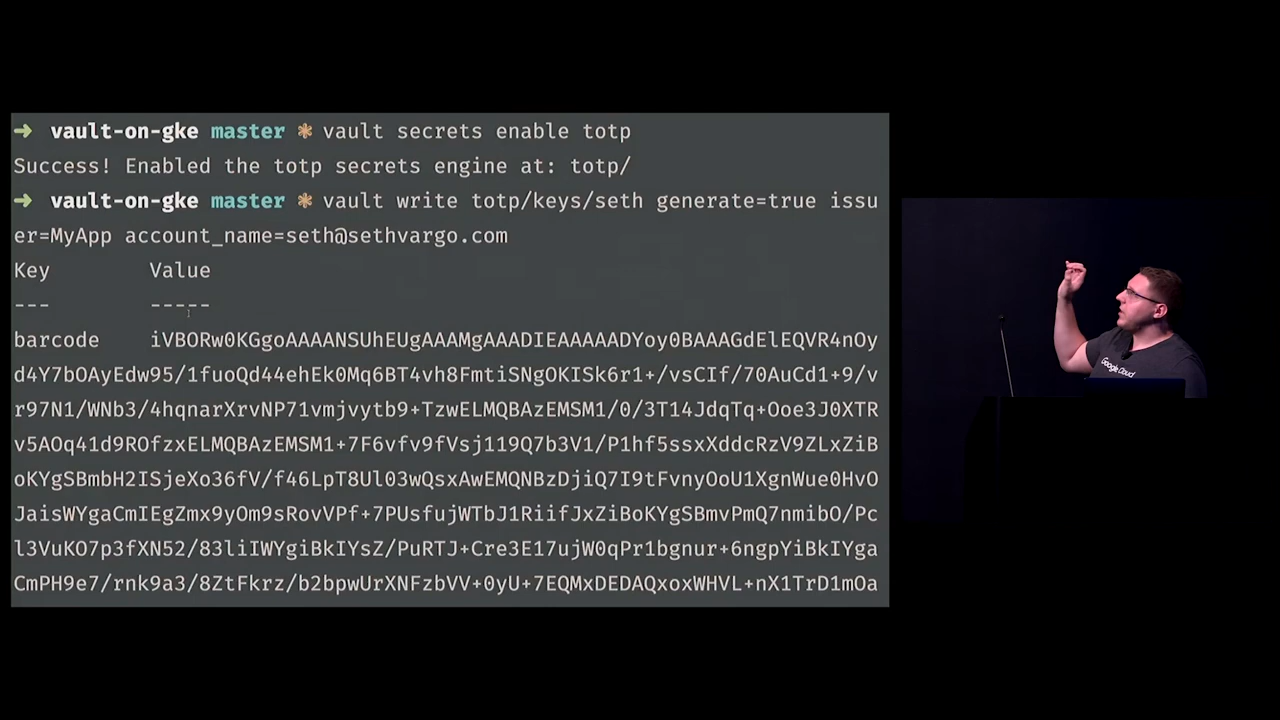 ➜ vault-on-gke master ✻ vault secrets enable totp
Success! Enabled the totp secrets engine at: totp/
➜ vault-on-gke master ✻ vault write totp/keys/seth generate=true issu
er=MyApp account_name=seth@sethvargo.com
Key Value
--- -----
barcode iVBORw0KGgoAAAANSUhEUgAAAMgAAADIEAAAAADYoy0BAAAGdElEQVR4nOy
d4Y7bOAyEdw95/1fuoQd44ehEk0Mq6BT4vh8FmtiSNgOKISk6r1+/vsCIf/70AuCd1+9/v
r97N1/WNb3/4hqnarXrvNP71vmjvytb9+TzwELMQBAzEMSM1/0/3T14JdqTq+Ooe3J0XTR
v5AOq41d9ROfzxELMQBAzEMSM1+7F6vfv9fVsj119Q7b3V1/P1hf5ssxXddcRzV9ZLxZiB
oKYgSBmbH2ISjeXo36fV/f46LpT8Ul03wQsxAwEMQNBzDjiQ7I9tFvnyOoU1XgnWue0HvO
JaisWYgaCmIEgZmx9yOm9sRovVPf+7PUsfujWTbJ1RiifJxZiBoKYgSBmvPmQ7nmibO/Pc
l3VuKO7p3fXN52/83liIWYgiBkIYsZ/PuRTJ+Cre3E17ujW0qPr1bgnur+6ngpYiBkIYga
CmPH9e7/rnk9a3/8ZtFkrz/b2bpwUrXNFzbVV+0yU+7EQMxDEDAQxoxWHVL+nX1TrD1mOa
Google Cloud